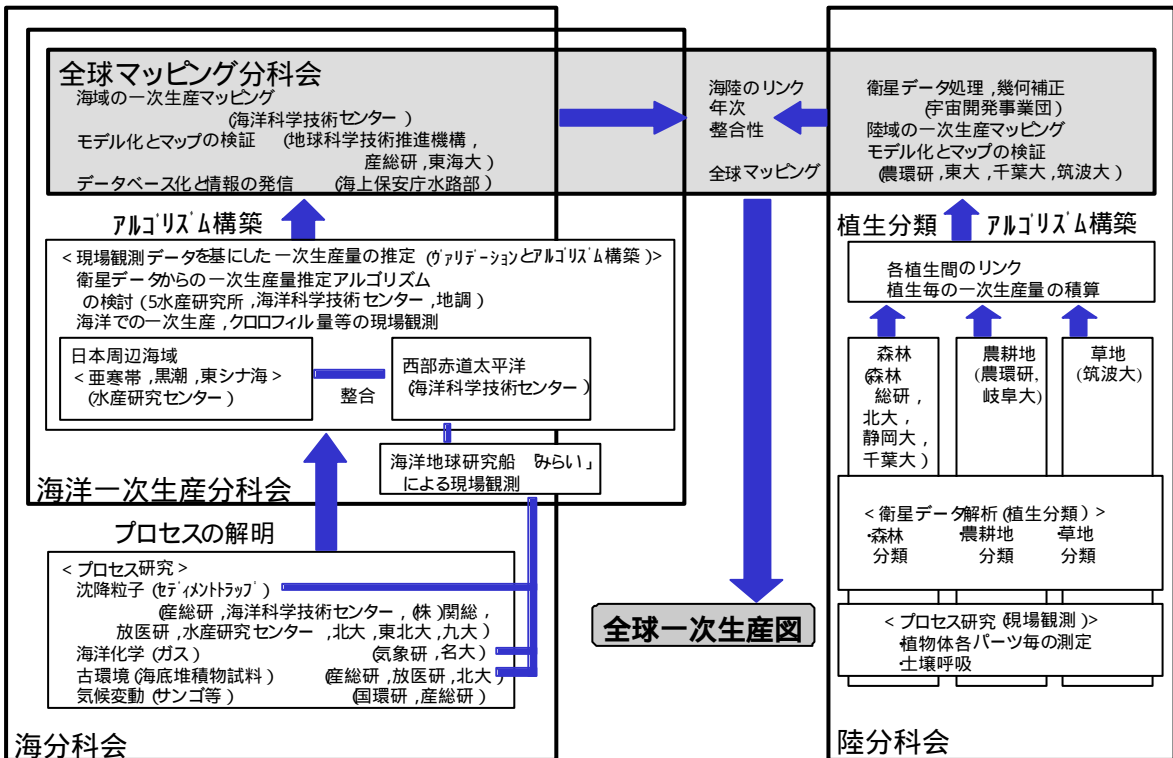 全球マッピング分科会
海域の一次生産マッピング
(海洋科学技術センター)
モデル化とマップの検証 (地球科学技術推進機構,
産総研,東海大)
データベース化と情報の発信 (海上保安庁水路部)
海陸のリンク
・年次
・整合性
全球マッピング
衛星データ処理,幾何補正
(宇宙開発事業団)
陸域の一次生産マッピング
モデル化とマップの検証
(農環研,東大,千葉大,筑波大)
アルゴリズム構築
<現場観測データを基にした一次生産量の推定 (ヴァリデーションとアルゴリズム構築)>
衛星データからの一次生産量推定アルゴリズム
の検討(5水産研究所,海洋科学技術センター,地調)
海洋での一次生産,クロロフィル量等の現場観測
日本周辺海域
<亜寒帯,黒潮,東シナ海>
(水産研究センター)
整合
西部赤道太平洋
(海洋科学技術センター)
海洋地球研究船 「みらい」
による現場観測
海洋一次生産分科会
プロセスの解明
<プロセス研究>
沈降粒子(セディメントトラップ)
(産総研,海洋科学技術センター,(株)関総,
放医研,水産研究センター,北大,東北大,九大)
海洋化学(ガス) (気象研,名大)
古環境(海底堆積物試料) (産総研,放医研,北大)
気候変動(サンゴ等) (国環研,産総研)
海分科会
全球一次生産図
植生分類 アルゴリズム構築
各植生間のリンク
植生毎の一次生産量の積算
森林
(森林
総研,
北大,
静岡大,
千葉大)
農耕地
(農環研,
岐阜大)
草地
(筑波大)
<衛星データ解析(植生分類)>
・森林
分類
・農耕地
分類
・草地
分類
<プロセス研究(現場観測)>
・植物体各パーツ毎の測定
・土壌呼吸
陸分科会